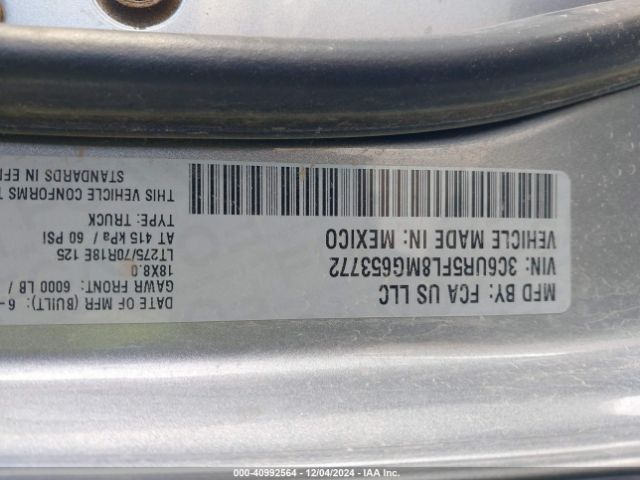 MFD BY: FCA US LLC
DATE OF MFR (BUILT): 6-
GAWR FRONT: 6000 LB /
18X8.0
VIN: 3C6UR5FL8MG653772
LT275/70R18E 125
AT 415 kPa / 60 PSI
VEHICLE MADE IN: MEXICO
TYPE: TRUCK
THIS VEHICLE CONFORMS T
STANDARDS IN EFF
000-40992564 - 12/04/2024 - IAA Inc.